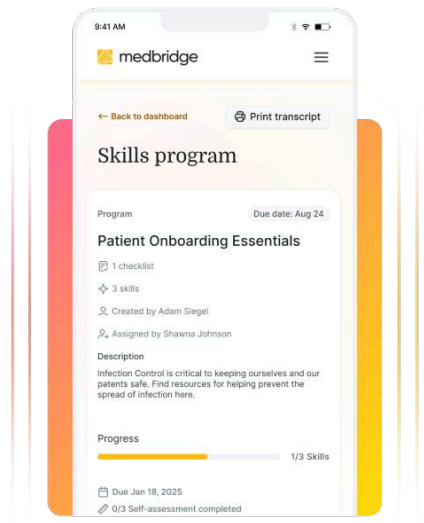 9:41 AM
medbridge
← Back to dashboard
Print transcript
Skills program
Program
Due date: Aug 24
Patient Onboarding Essentials
1 checklist
3 skills
Created by Adam Siegel
Assigned by Shawna Johnson
Description
Infection Control is critical to keeping ourselves and our
patents safe. Find resources for helping prevent the
spread of infection here.
Progress
1/3 Skills
Due Jan 18, 2025
0/3 Self-assessment completed